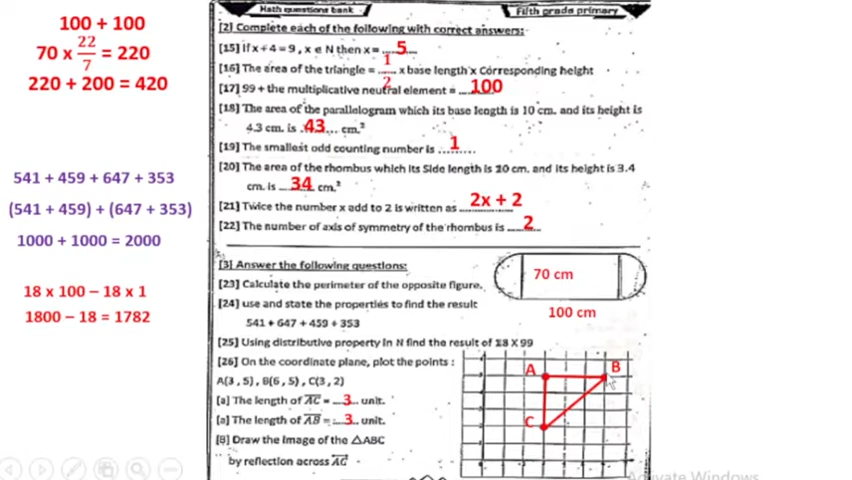 100 + 100
70 x 22/7 = 220
220 + 200 = 420
541 + 459 + 647 + 353
(541 + 459) + (647 + 353)
1000 + 1000 = 2000
18 x 100 – 18 x 1
1800 – 18 = 1782
Math questions bank
Fifth grade primary
[2] Complete each of the following with correct answers:
[15] if x + 4 = 9 , x ∈ N then x = ....5
[16] The area of the triangle = 1/2 x base length x Corresponding height
[17] 99 + the multiplicative neutral element = ....100
[18] The area of the parallelogram which its base length is 10 cm. and its height is
4.3 cm. is .43... cm.²
[19] The smallest odd counting number is ..1.....
[20] The area of the rhombus which its Side length is 10 cm. and its height is 3.4
cm. is ...34... cm.²
[21] Twice the number x add to 2 is written as 2x + 2
[22] The number of axis of symmetry of the rhombus is ....2...
[3] Answer the following questions:
[23] Calculate the perimeter of the opposite figure.
70 cm
100 cm
[24] use and state the properties to find the result
541 + 647 + 459 + 353
[25] Using distributive property in N find the result of 18 X 99
[26] On the coordinate plane, plot the points :
A(3 , 5) , B(6 , 5) , C(3 , 2)
[a] The length of AC = ..3.. unit.
[a] The length of AB = ..3.. unit.
[B] Draw the image of the △ABC
by reflection across AC
A
B
C